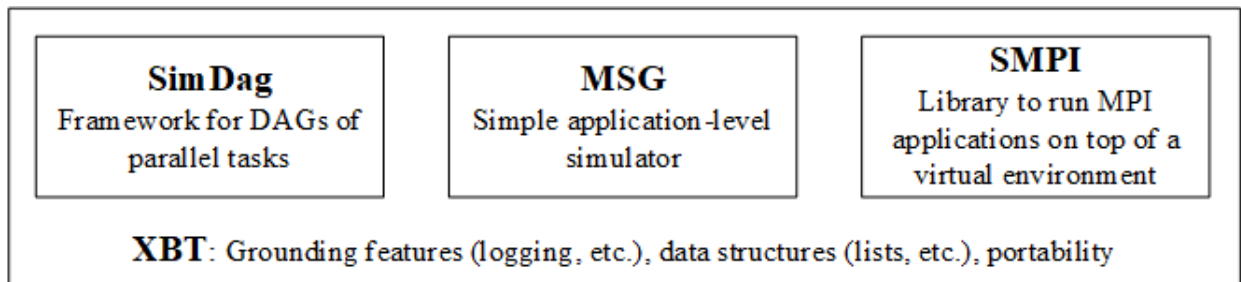 SimDag
Framework for DAGs of
parallel tasks
MSG
Simple application-level
simulator
SMPI
Library to run MPI
applications on top of a
virtual environment
XBT: Grounding features (logging, etc.), data structures (lists, etc.), portability